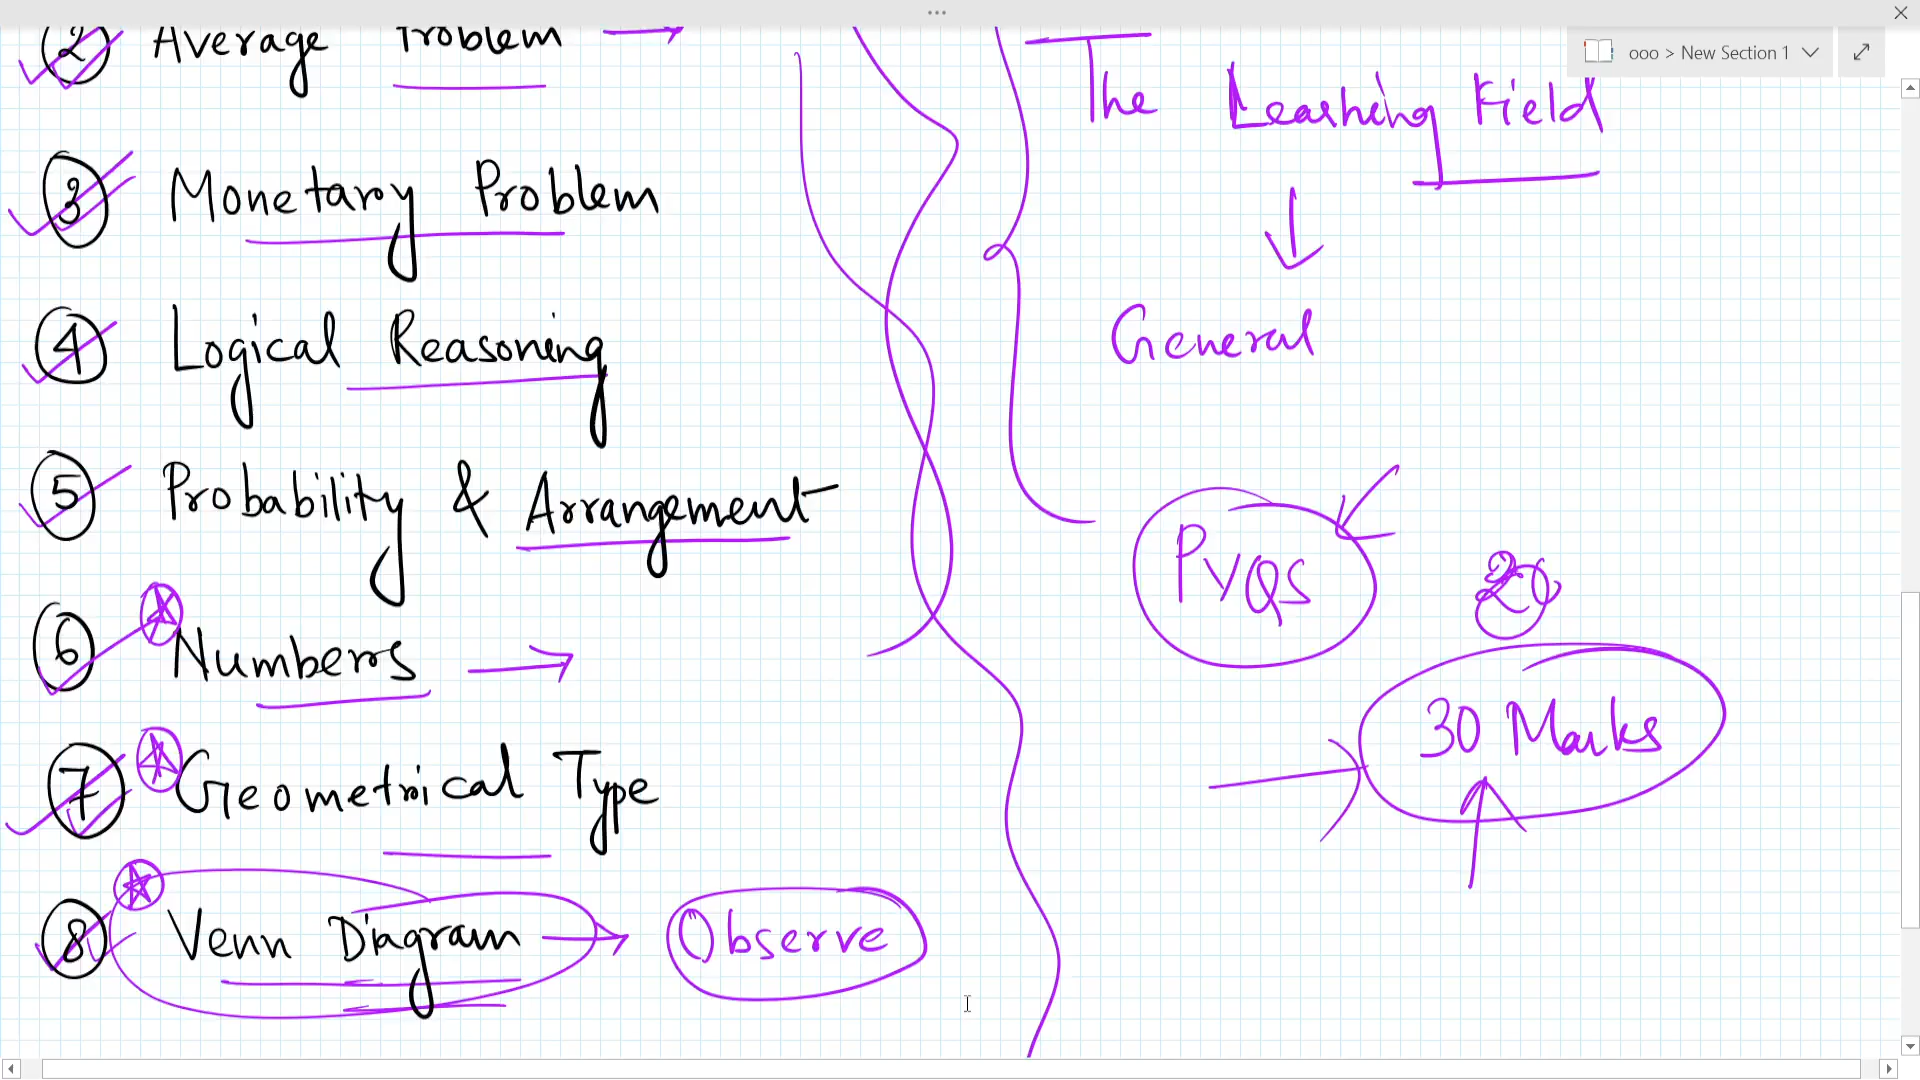 ooo > New Section 1
② Average Problem →
③ Monetary Problem
④ Logical Reasoning
⑤ Probability & Arrangement
⑥ Numbers →
⑦ Geometrical Type
⑧ Venn Diagram → Observe
The Learning Field
↓
General
PYQS
20
30 Marks